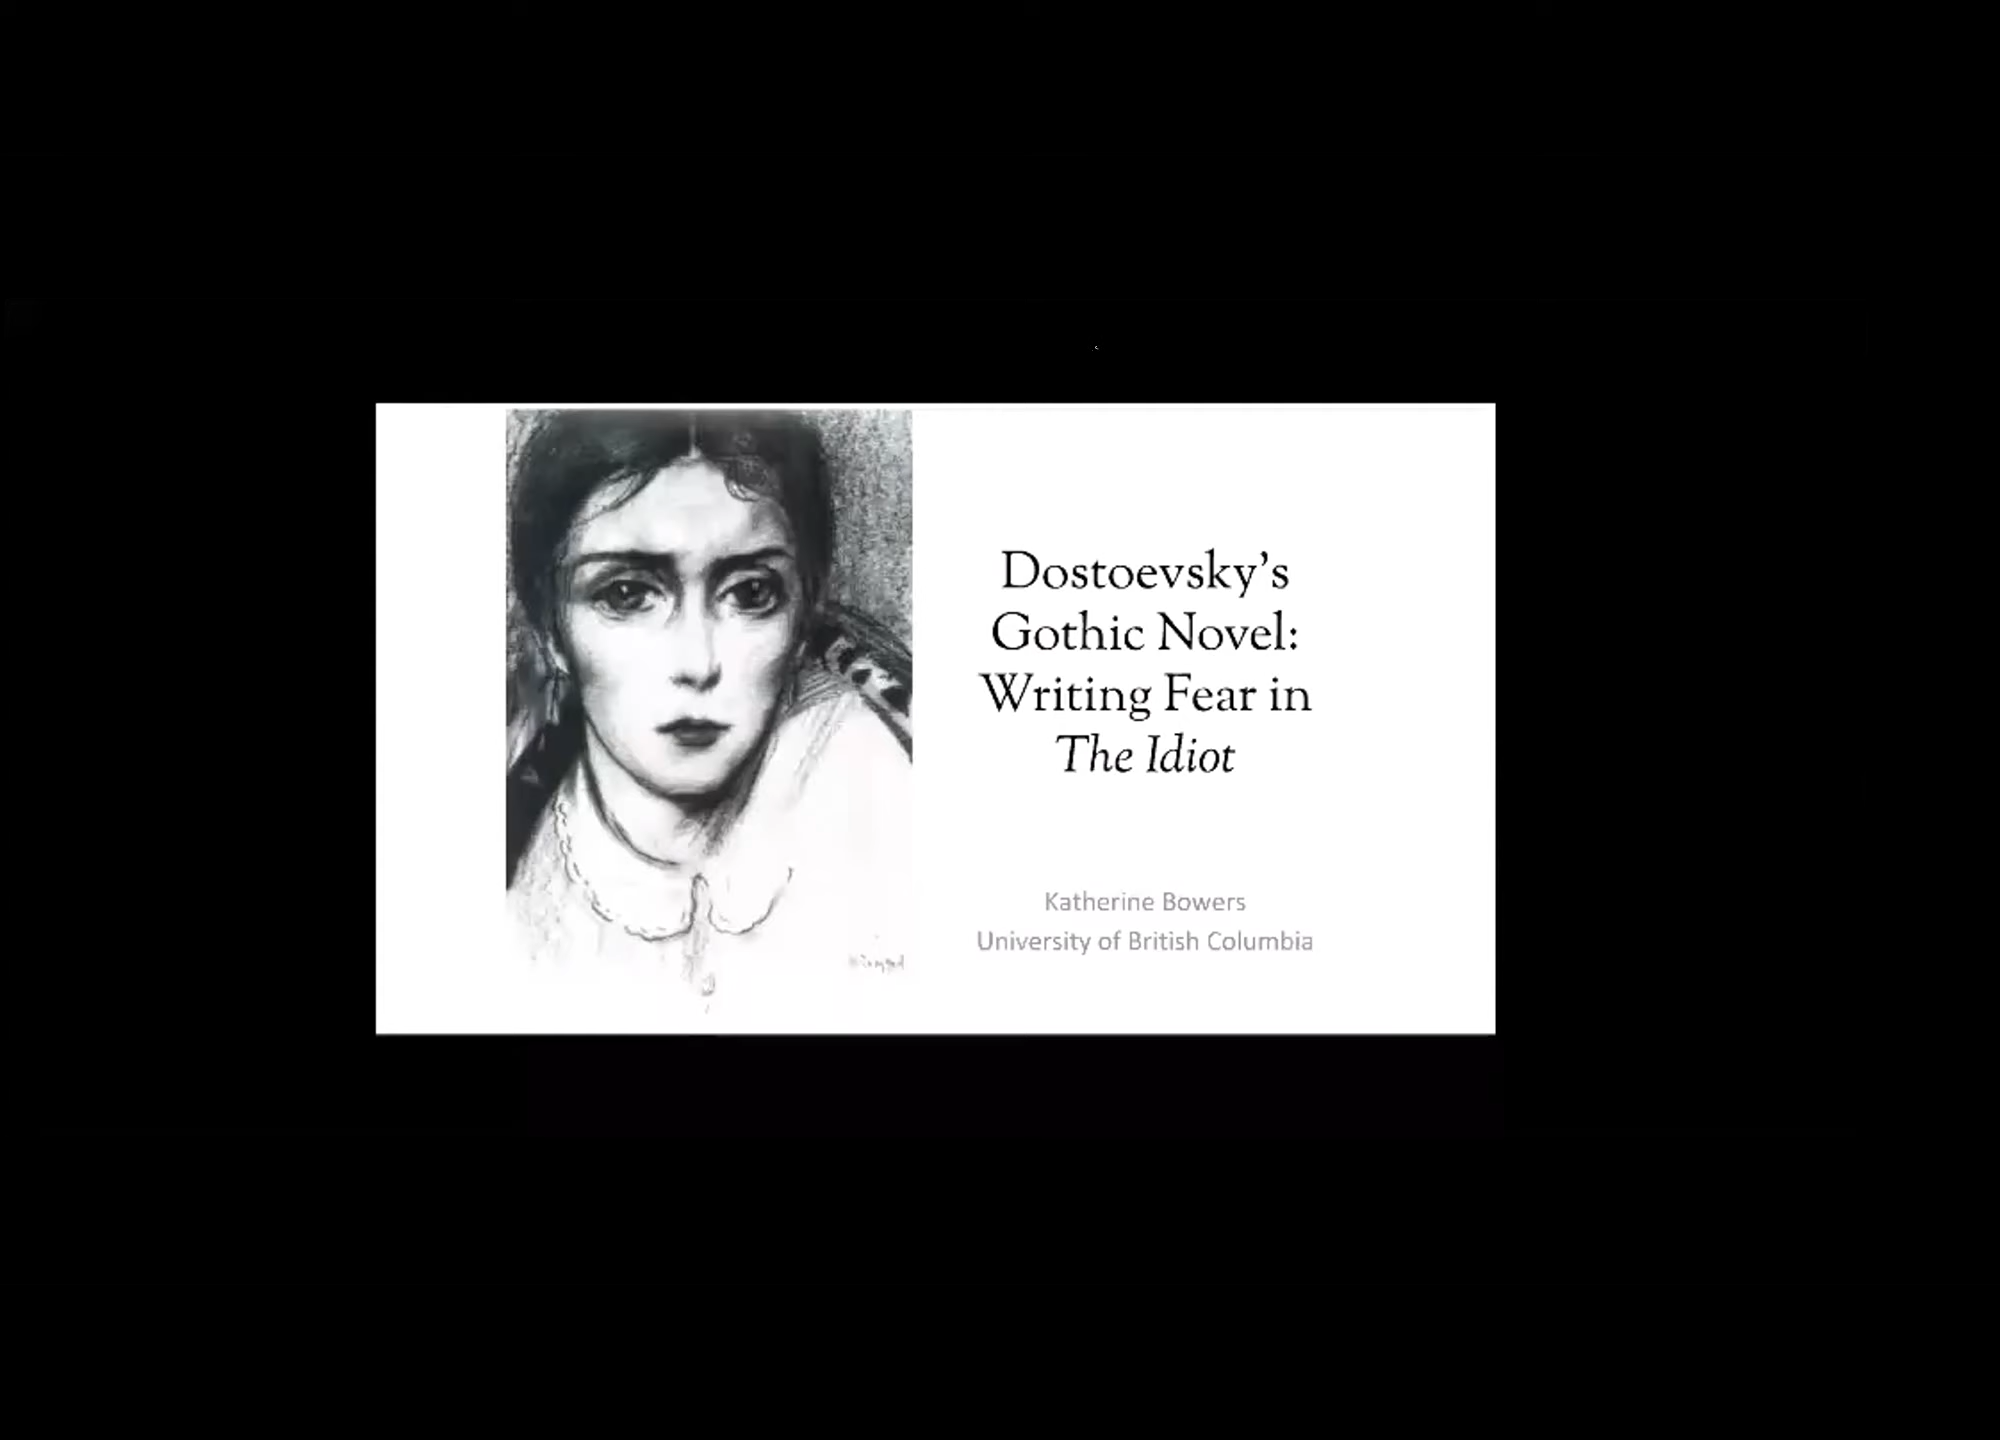 Dostoevsky’s
Gothic Novel:
Writing Fear in
The Idiot
Katherine Bowers
University of British Columbia